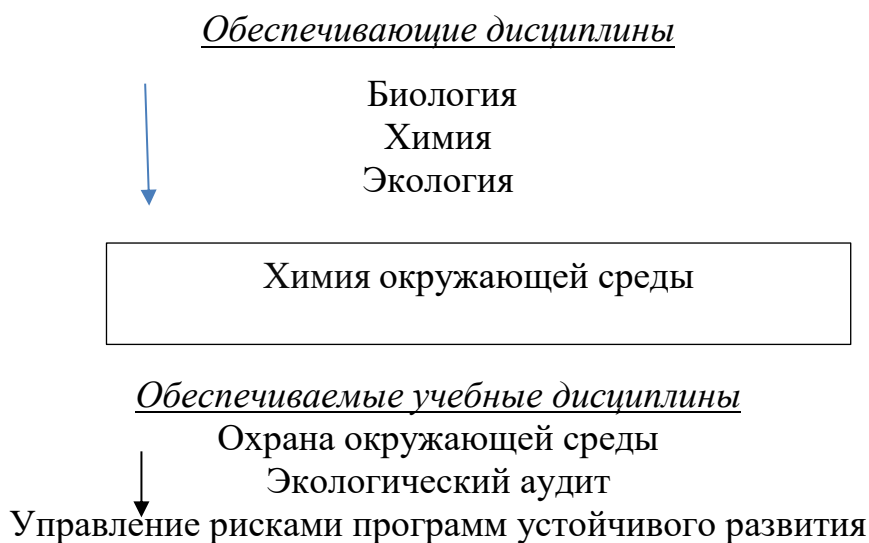 Обеспечивающие дисциплины
Биология
Химия
Экология
Химия окружающей среды
Обеспечиваемые учебные дисциплины
Охрана окружающей среды
Экологический аудит
Управление рисками программ устойчивого развития